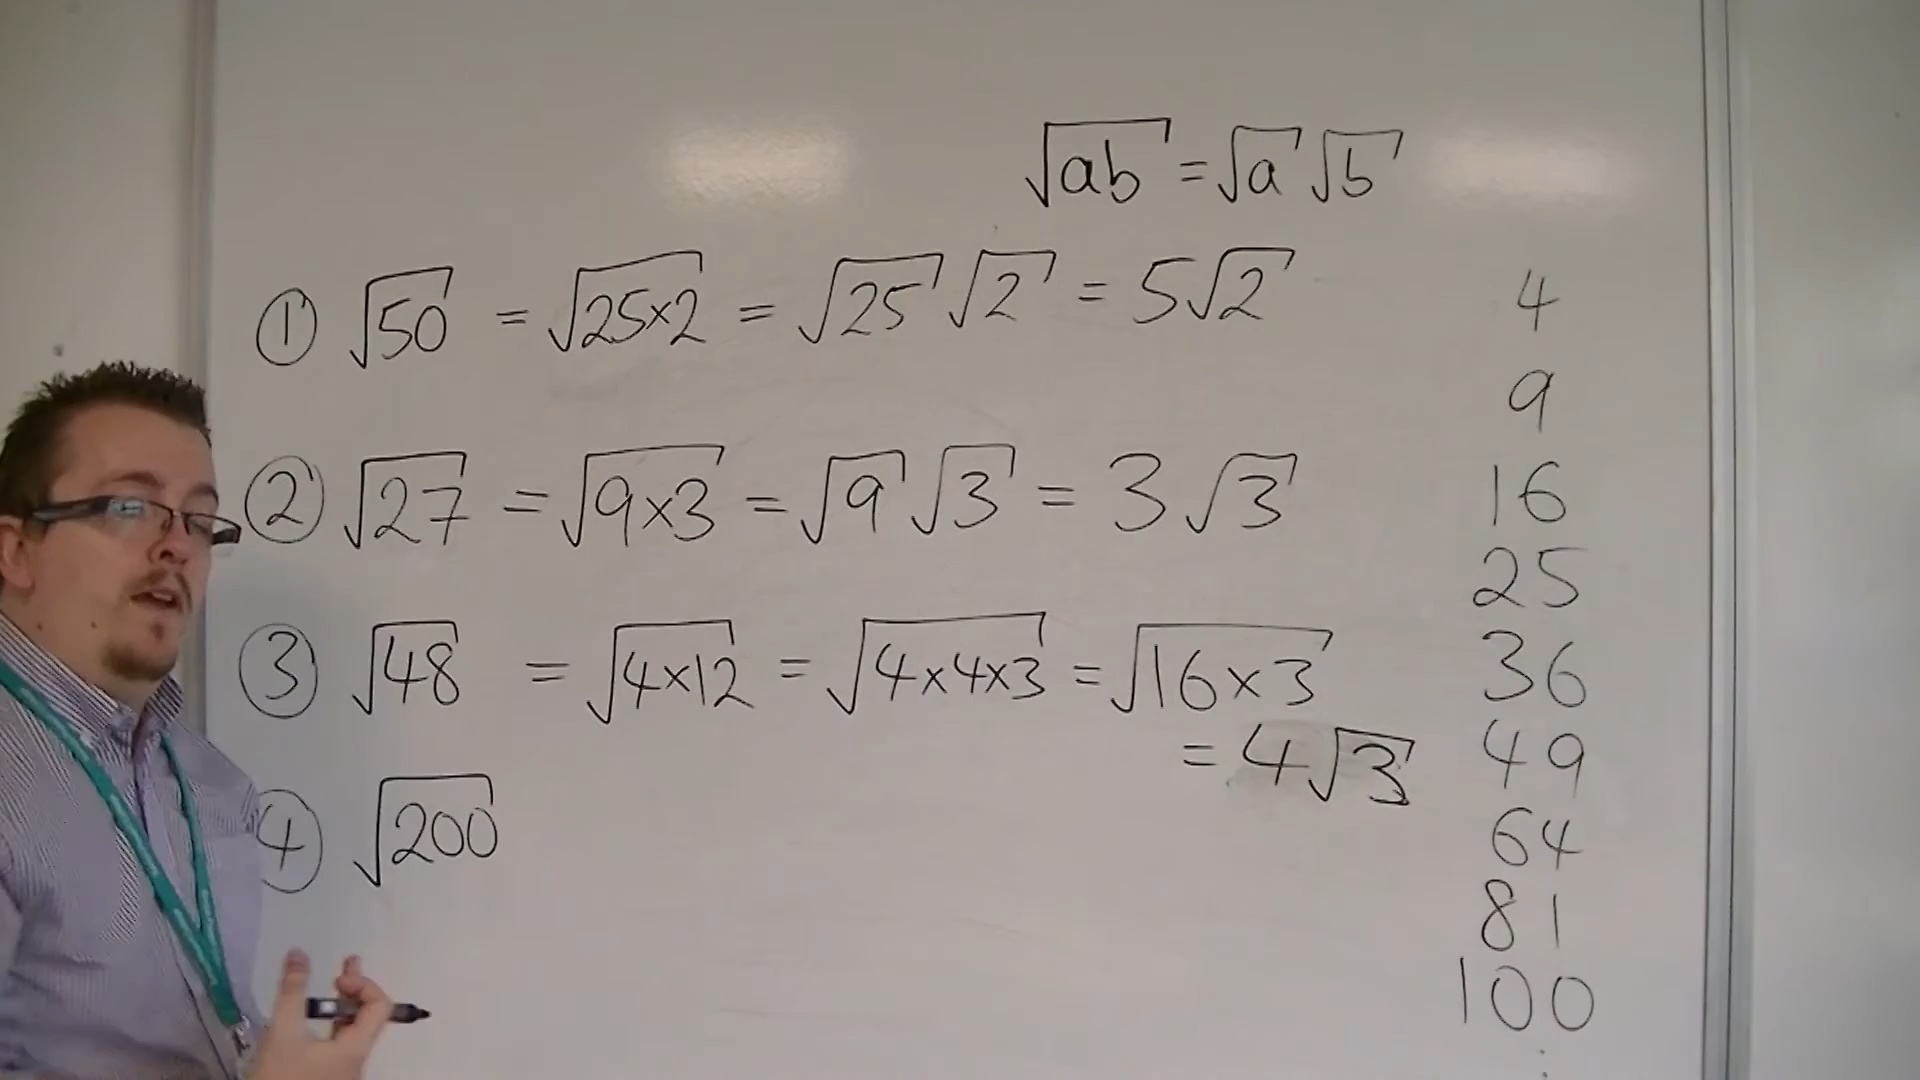 √ab = √a √b
① √50 = √25×2 = √25 √2 = 5√2
② √27 = √9×3 = √9 √3 = 3√3
③ √48 = √4×12 = √4×4×3 = √16×3
= 4√3
④ √200
4
9
16
25
36
49
64
81
100